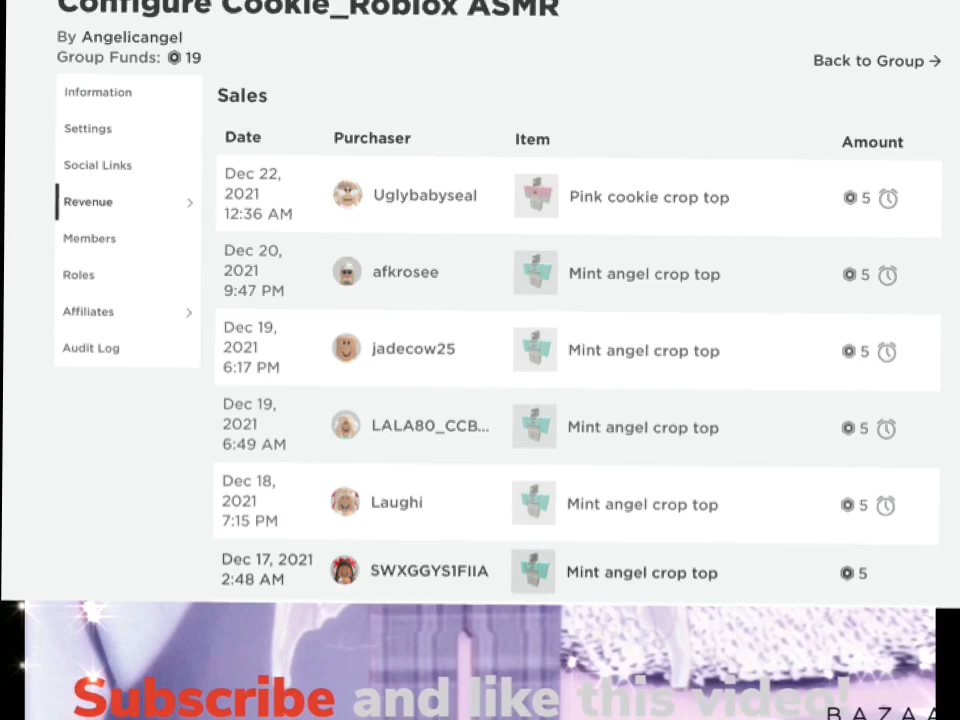 Configure Cookie_Roblox ASMR
By Angelicangel
Group Funds: 19
Back to Group →
Information
Settings
Social Links
Revenue
Members
Roles
Affiliates
Audit Log
Sales
Date Purchaser Item Amount
Dec 22,
2021
12:36 AM
Uglybabyseal Pink cookie crop top 5
Dec 20,
2021
9:47 PM
afkrosee Mint angel crop top 5
Dec 19,
2021
6:17 PM
jadecow25 Mint angel crop top 5
Dec 19,
2021
6:49 AM
LALA80_CCB... Mint angel crop top 5
Dec 18,
2021
7:15 PM
Laughi Mint angel crop top 5
Dec 17, 2021
2:48 AM
SWXGGYS1FIIA Mint angel crop top 5
Subscribe and like this video!